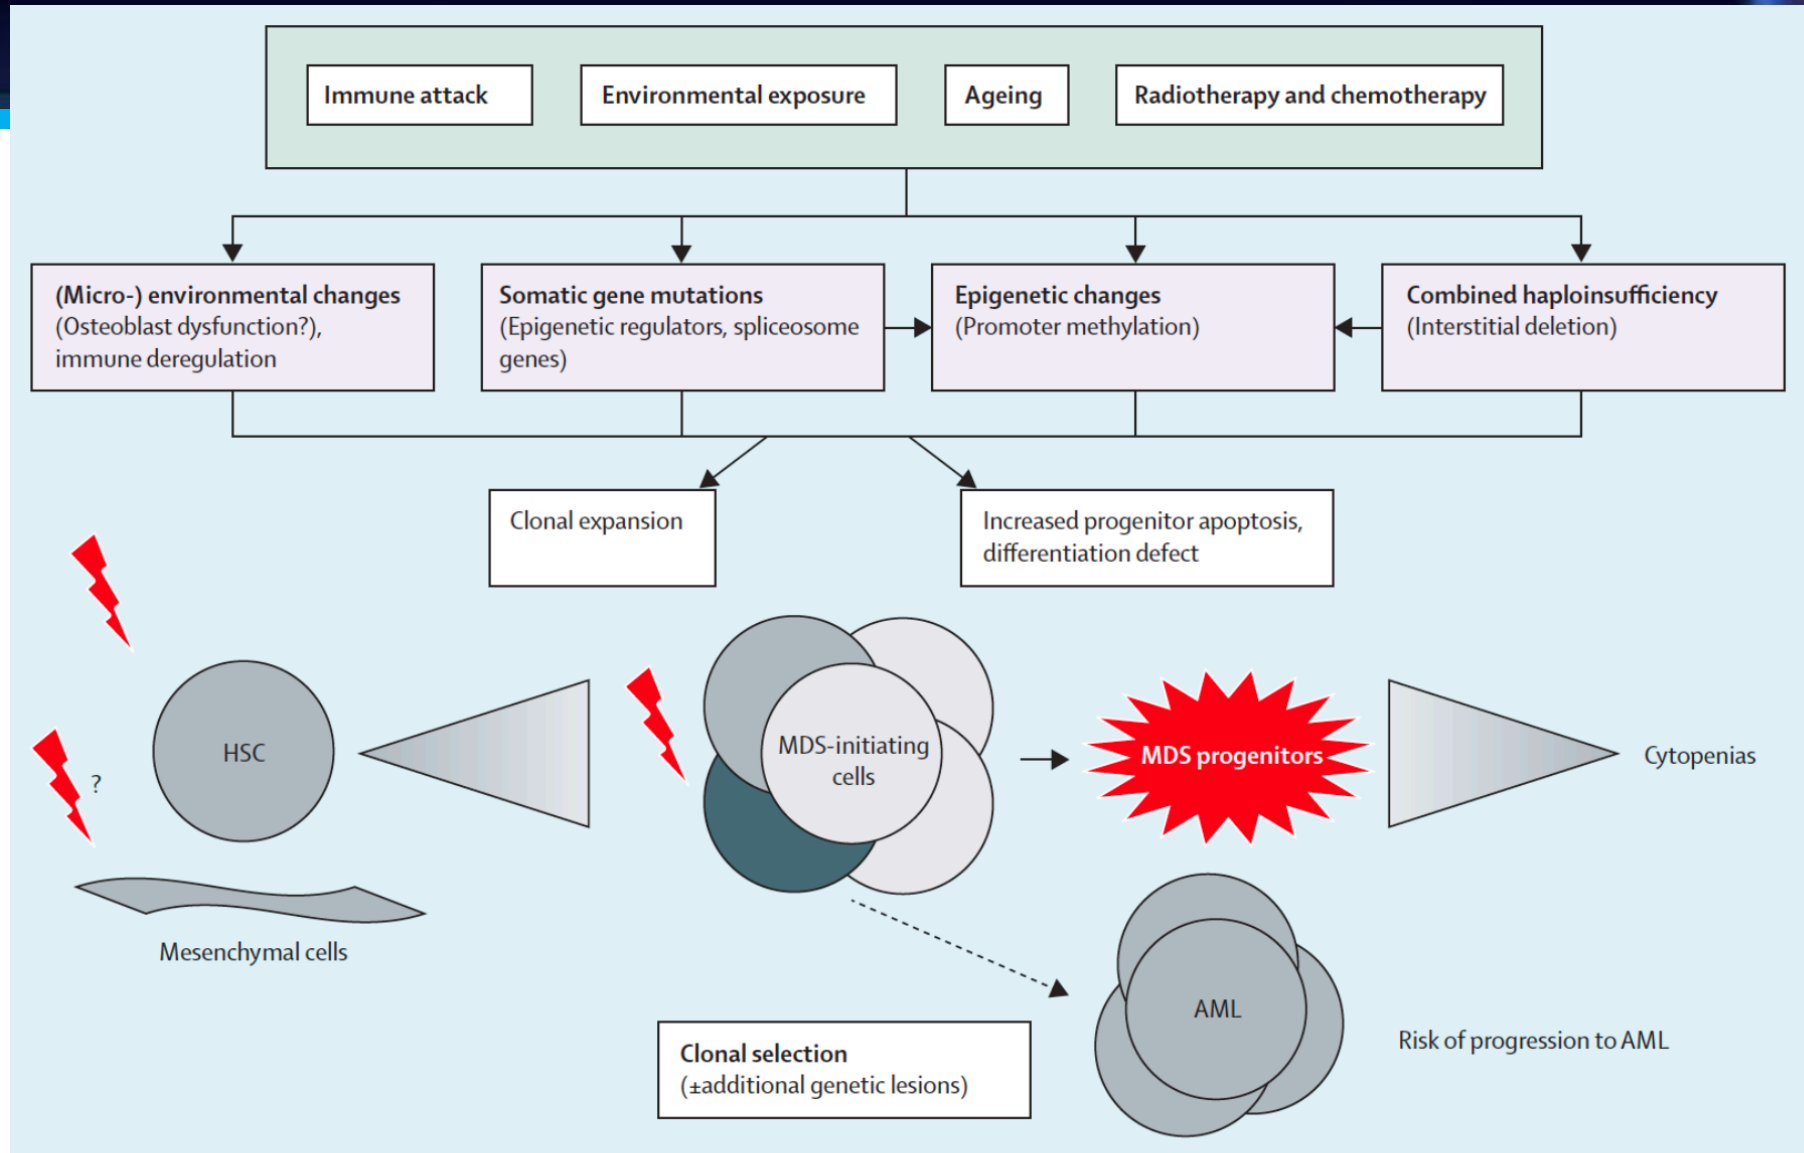 Immune attack
Environmental exposure
Ageing
Radiotherapy and chemotherapy
(Micro-) environmental changes
(Osteoblast dysfunction?),
immune deregulation
Somatic gene mutations
(Epigenetic regulators, spliceosome
genes)
Epigenetic changes
(Promoter methylation)
Combined haploinsufficiency
(Interstitial deletion)
Clonal expansion
Increased progenitor apoptosis,
differentiation defect
HSC
?
MDS-initiating
cells
MDS progenitors
Cytopenias
Mesenchymal cells
AML
Risk of progression to AML
Clonal selection
(±additional genetic lesions)